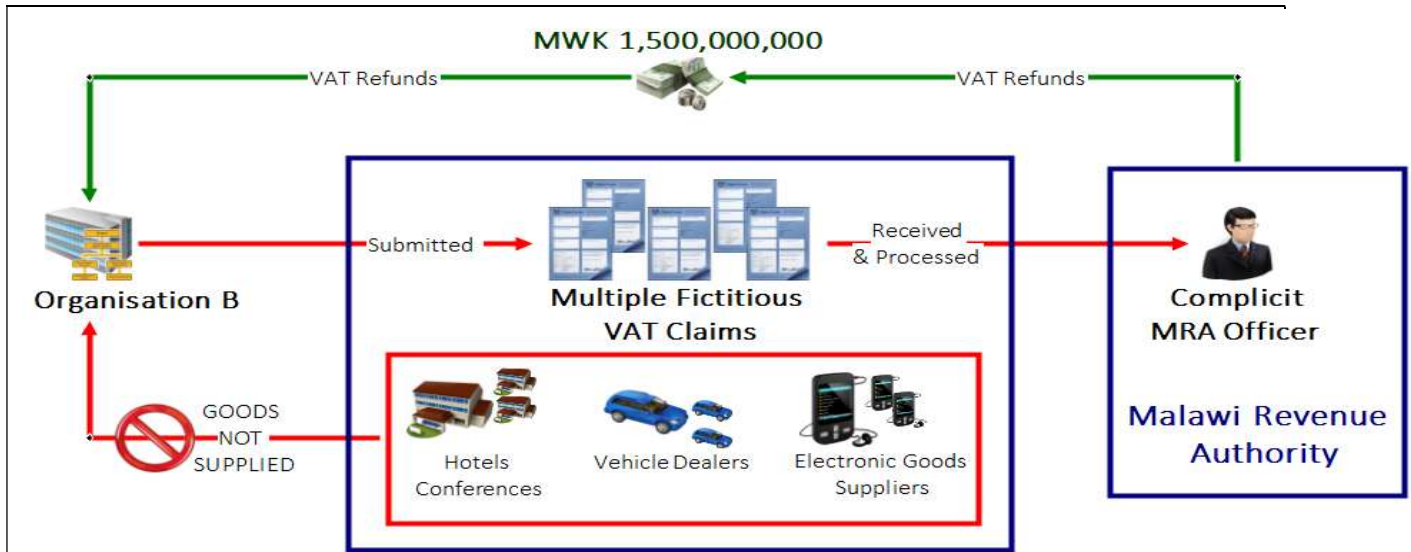 MWK 1,500,000,000
VAT Refunds
VAT Refunds
Submitted
Received
& Processed
Organisation B
Multiple Fictitious
VAT Claims
Complicit
MRA Officer
GOODS
NOT
SUPPLIED
Hotels
Conferences
Vehicle Dealers
Electronic Goods
Suppliers
Malawi Revenue
Authority